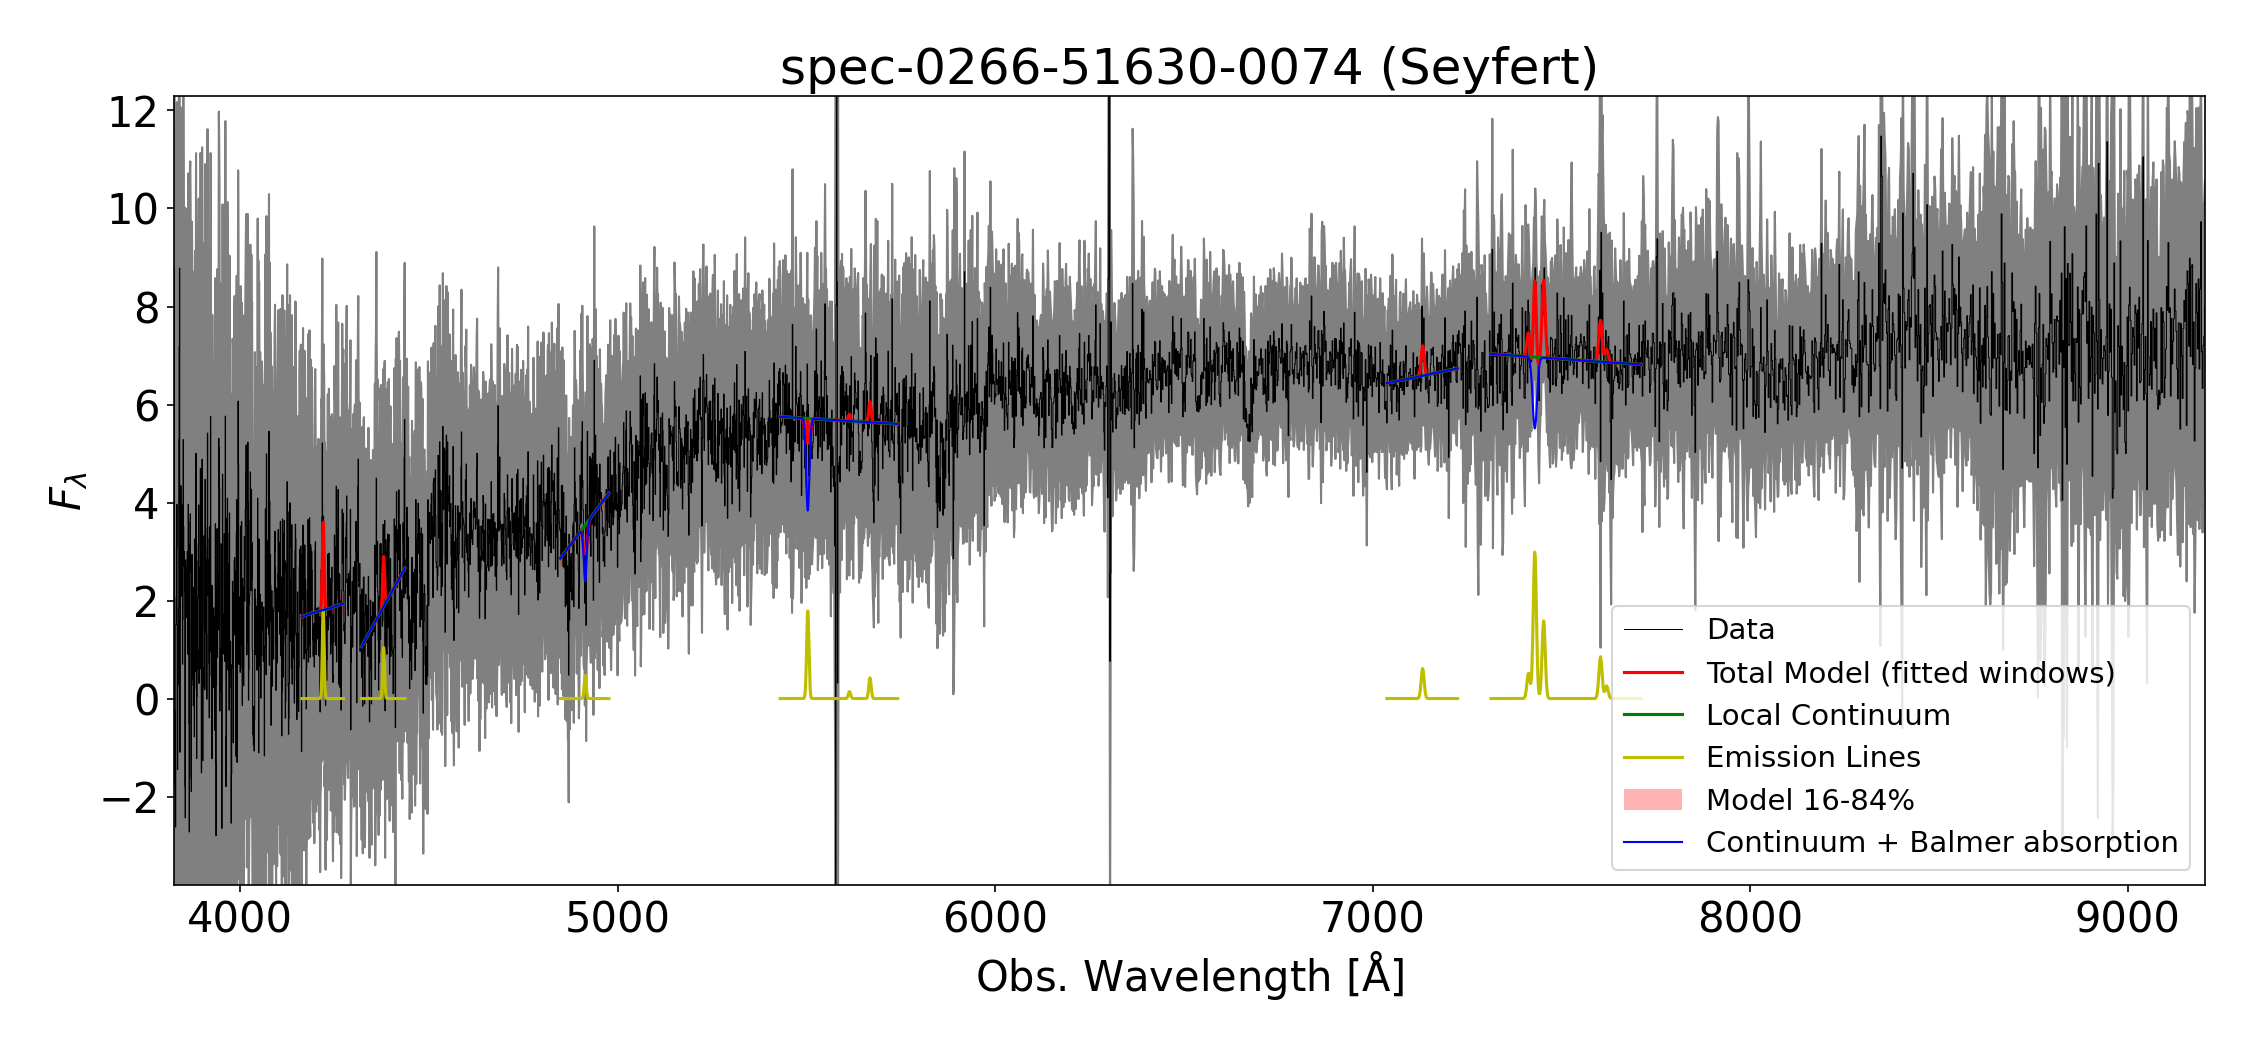 spec-0266-51630-0074 (Seyfert)
12
10
8
6
4
2
0
−2
Fλ
4000 5000 6000 7000 8000 9000
Obs. Wavelength [Å]
Data
Total Model (fitted windows)
Local Continuum
Emission Lines
Model 16-84%
Continuum + Balmer absorption